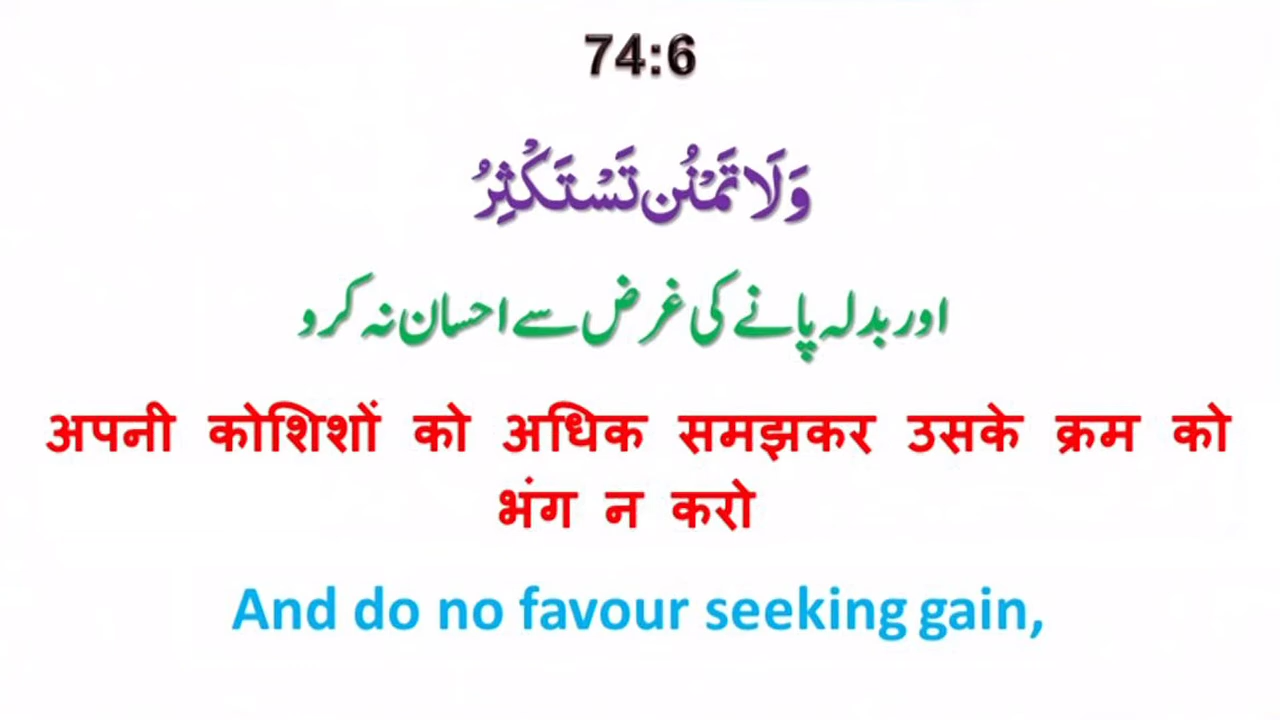 74:6
وَلَا تَمْنُن تَسْتَكْثِرُ
اور بدلہ پانے کی غرض سے احسان نہ کرو
अपनी कोशिशों को अधिक समझकर उसके क्रम को
भंग न करो
And do no favour seeking gain,